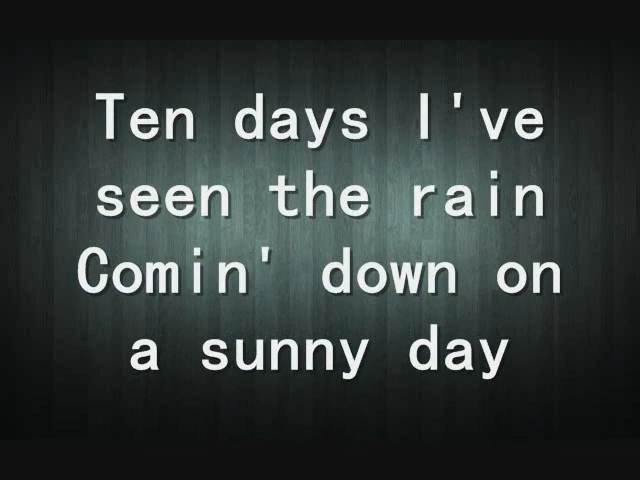 Ten days I've
seen the rain
Comin' down on
a sunny day